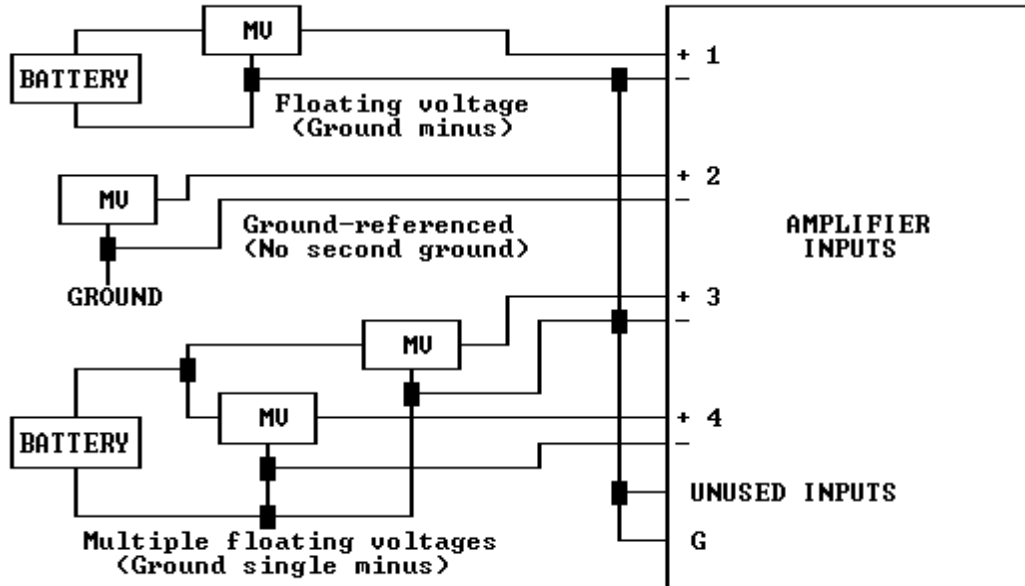 MV
+ 1
BATTERY
-
Floating voltage
(Ground minus)
+ 2
MV
-
Ground-referenced
(No second ground)
AMPLIFIER
INPUTS
GROUND
+ 3
-
MV
MV
+ 4
BATTERY
-
UNUSED INPUTS
Multiple floating voltages
(Ground single minus)
G